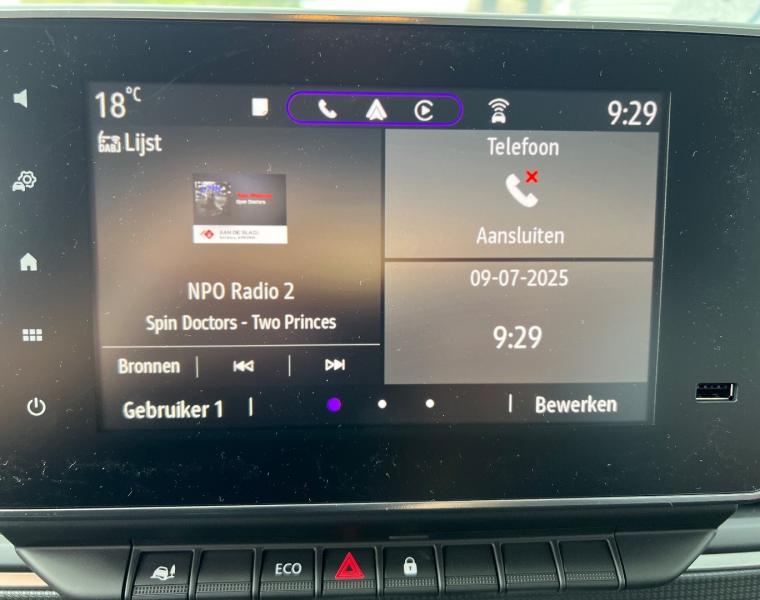 18°C
9:29
DAB Lijst
Telefoon
Aansluiten
NPO Radio 2
Spin Doctors - Two Princes
09-07-2025
9:29
Bronnen
Gebruiker 1
Bewerken
ECO